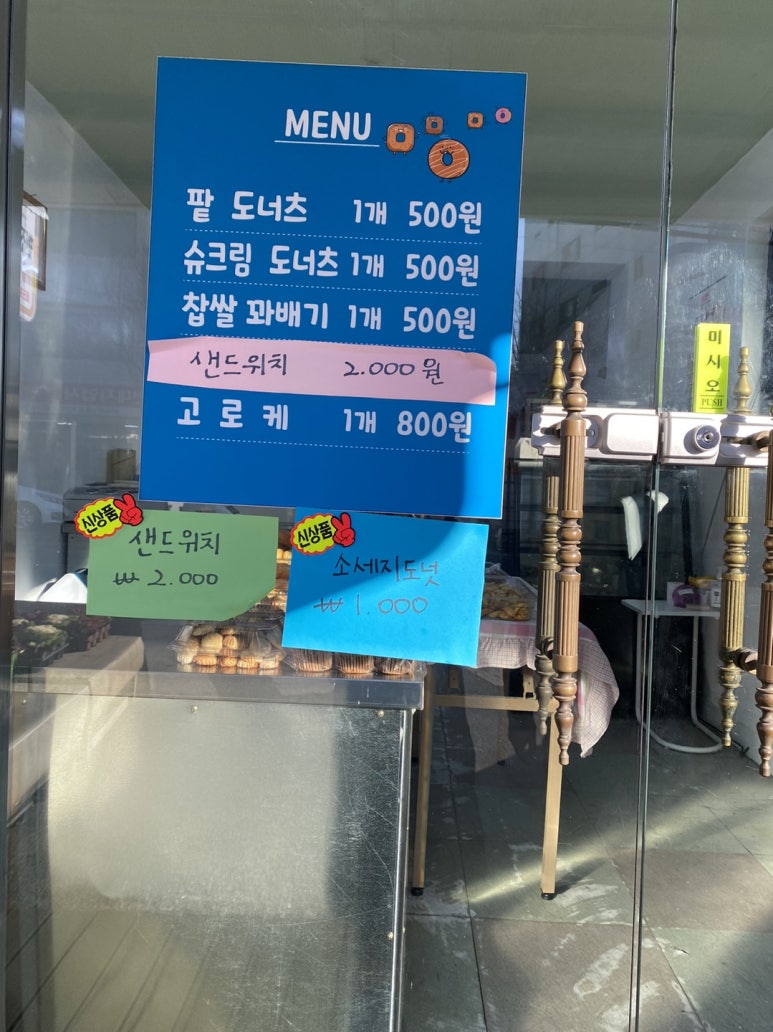 MENU
팥 도너츠 1개 500원
슈크림 도너츠 1개 500원
찹쌀 꽈배기 1개 500원
샌드위치 2.000원
고로케 1개 800원
미시오
PUSH
신상품
샌드위치
₩ 2.000
신상품
소세지도넛
₩ 1.000